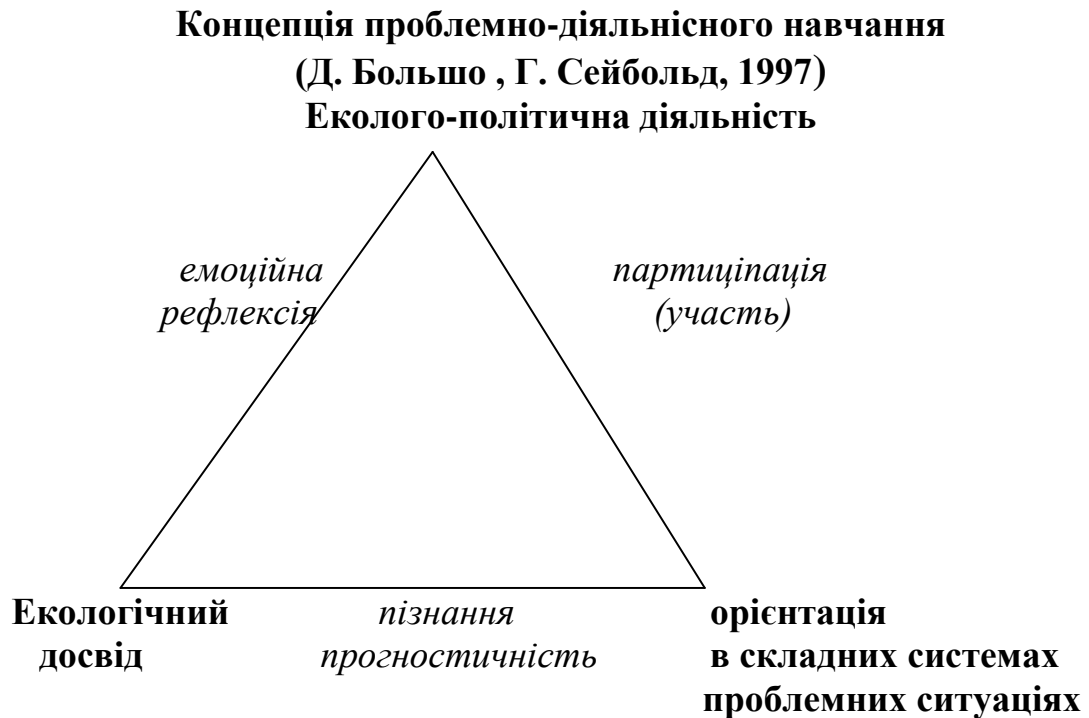 Концепція проблемно-діяльнісного навчання
(Д. Большо , Г. Сейбольд, 1997)
Еколого-політична діяльність
емоційна
рефлексія
партиціпація
(участь)
Екологічний
досвід
пізнання
прогностичність
орієнтація
в складних системах
проблемних ситуаціях